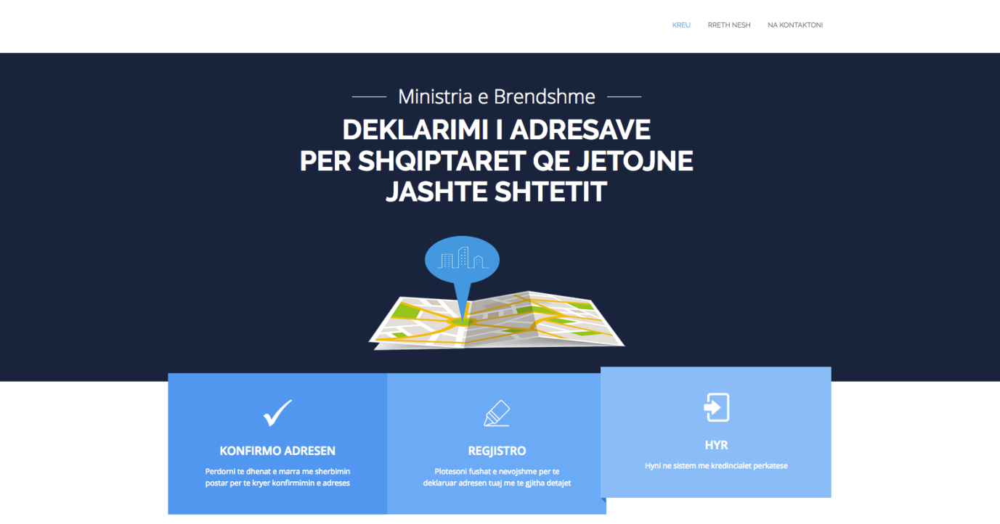 KREU RRETH NESH NA KONTAKTONI
Ministria e Brendshme
DEKLARIMI I ADRESAVE
PER SHQIPTARET QE JETOJNE
JASHTE SHTETIT
KONFIRMO ADRESEN
Perdorni te dhenat e marra me sherbimin
postar per te kryer konfirmimin e adreses
REGJISTRO
Plotesoni fushat e nevojshme per te
deklaruar adresen tuaj me te gjitha detajet
HYR
Hyni ne sistem me kredincialet perkatese